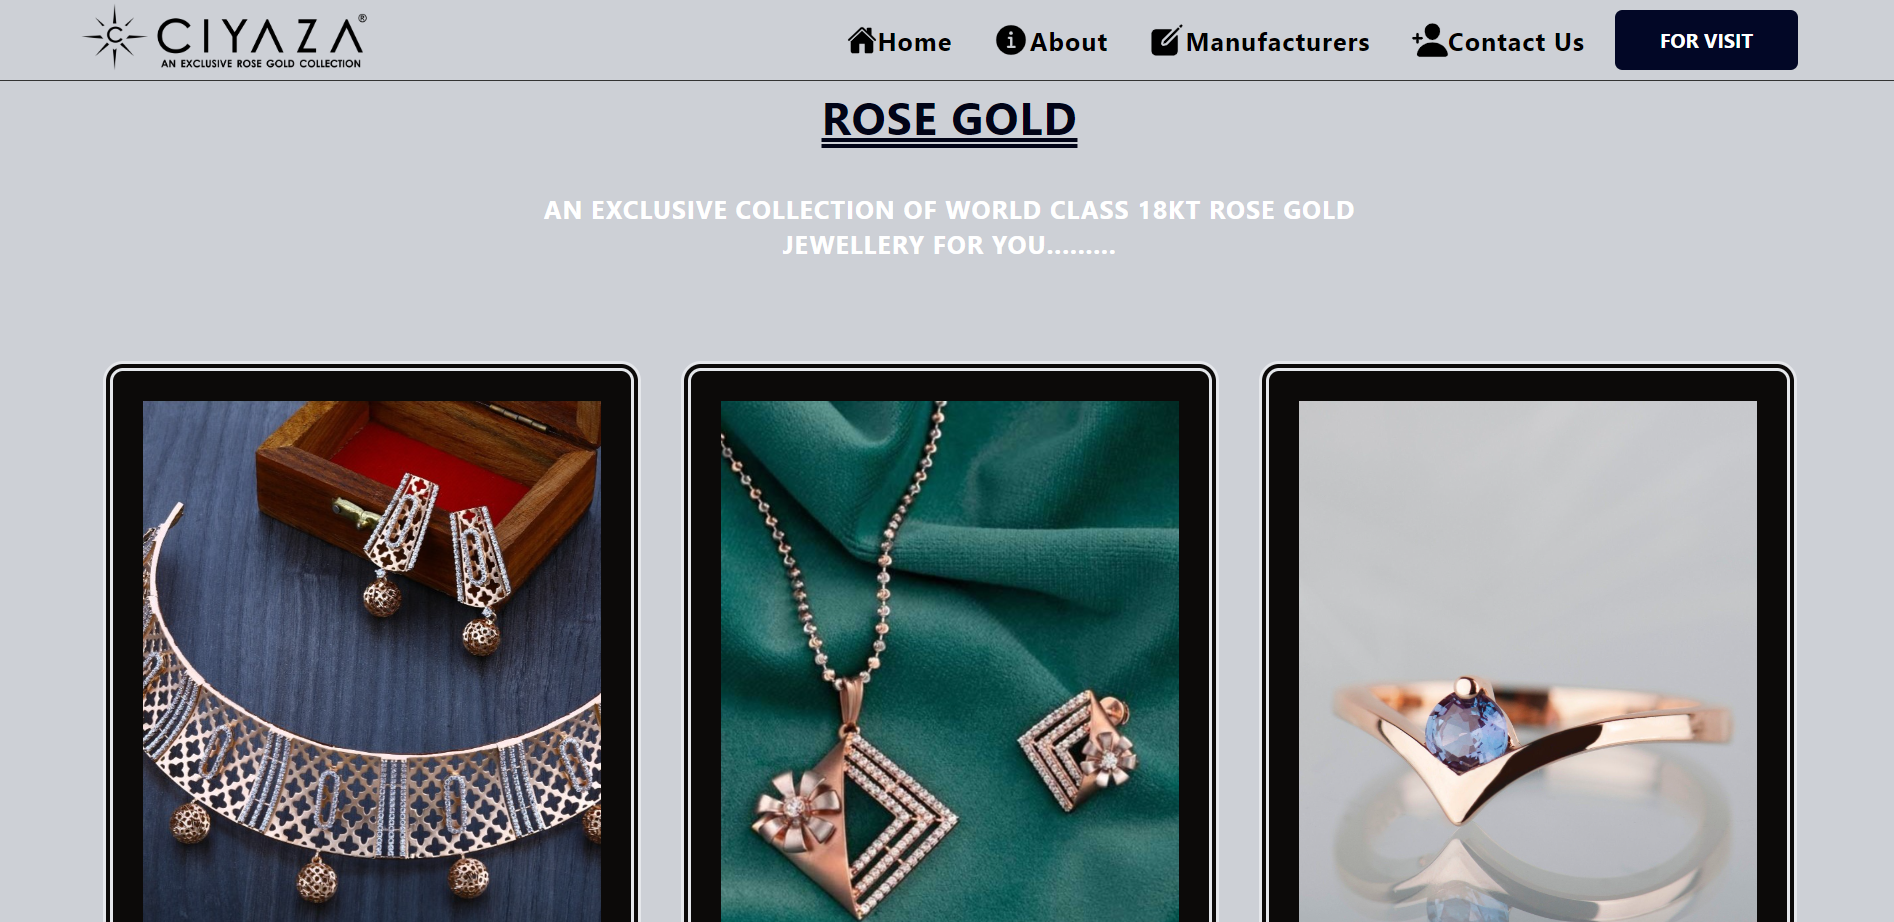 C CIYAZA®
AN EXCLUSIVE ROSE GOLD COLLECTION
Home
About
Manufacturers
Contact Us
FOR VISIT
ROSE GOLD
AN EXCLUSIVE COLLECTION OF WORLD CLASS 18KT ROSE GOLD
JEWELLERY FOR YOU.........